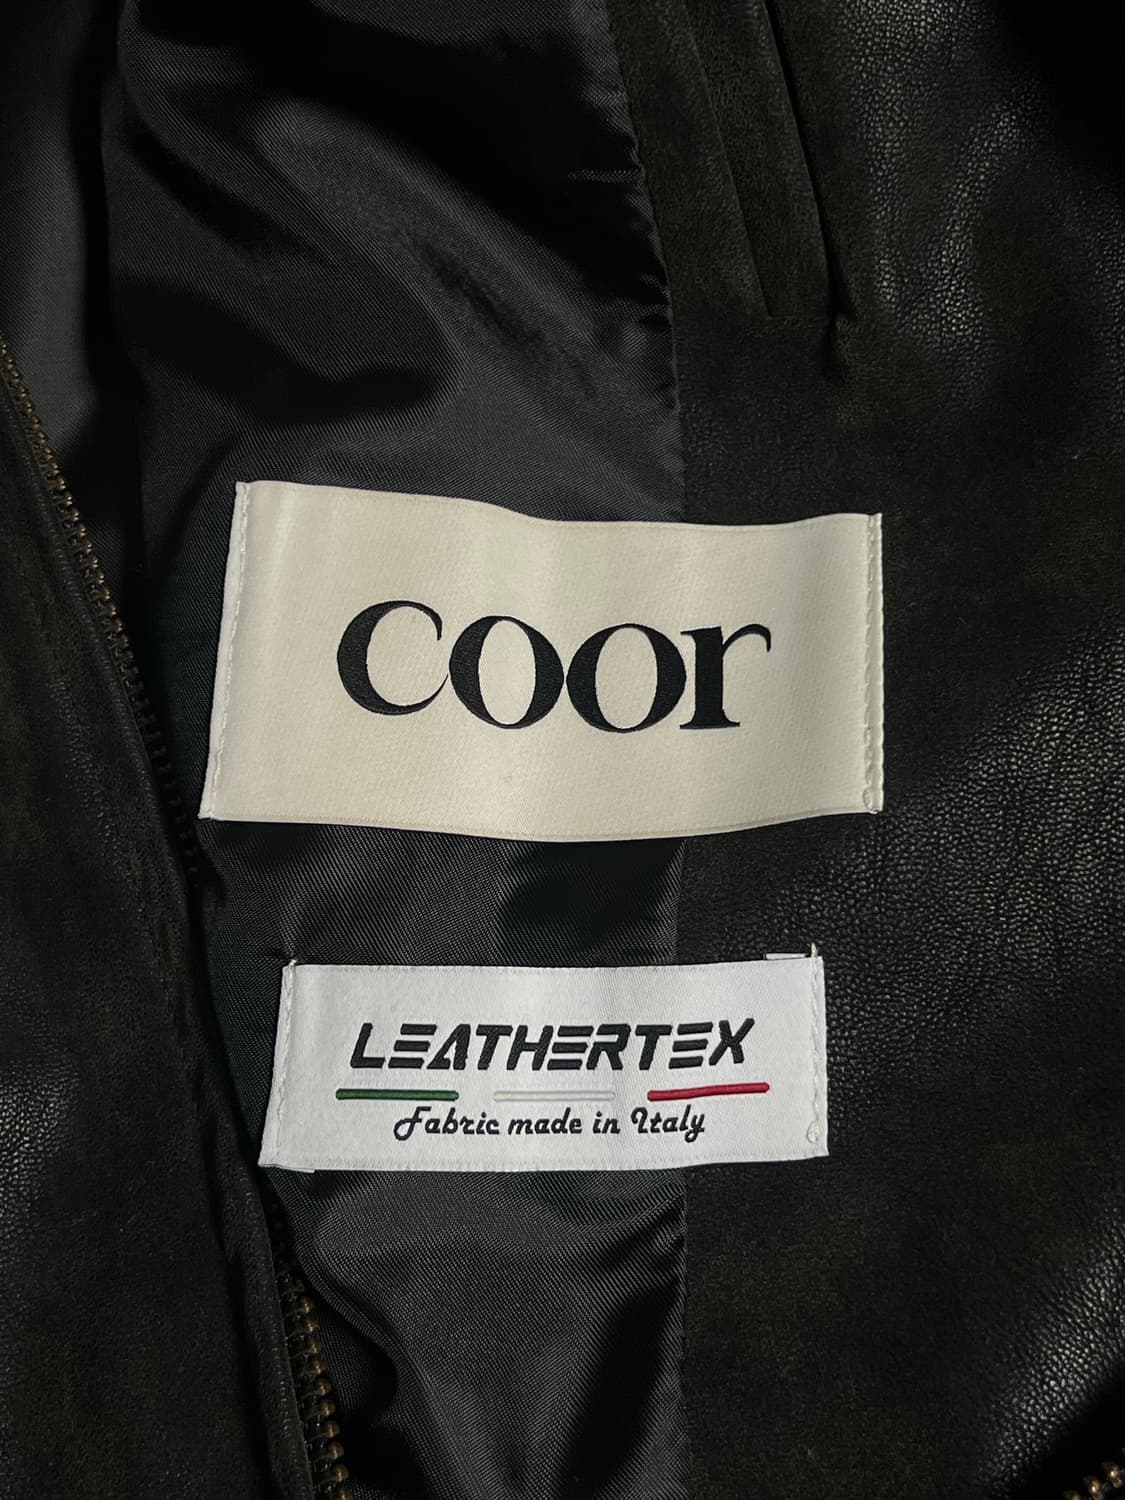 coor
LEATHERTEX
Fabric made in Italy